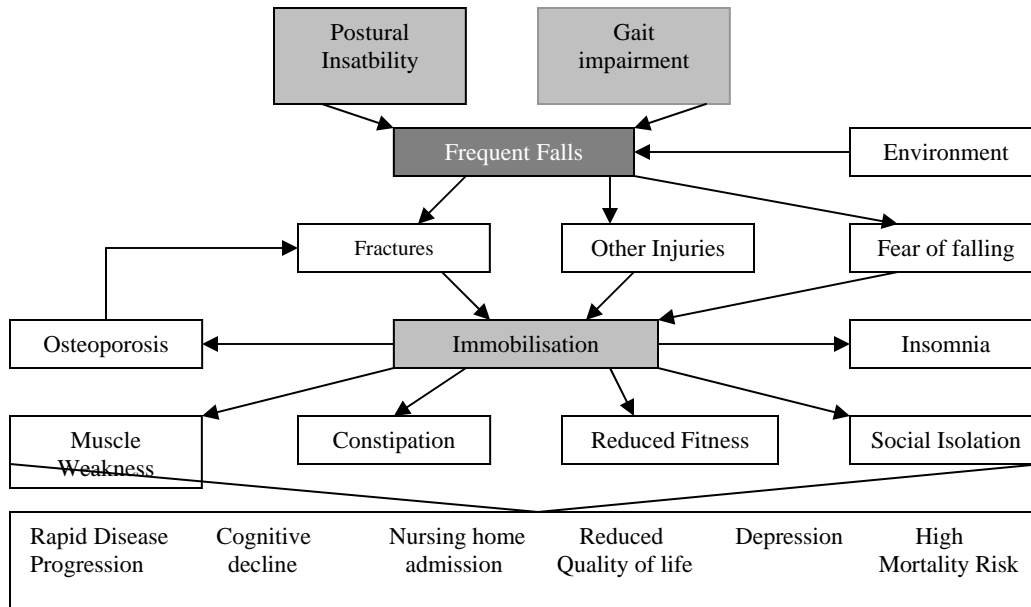 Postural
Insatbility
Gait
impairment
Frequent Falls
Environment
Fractures
Other Injuries
Fear of falling
Osteoporosis
Immobilisation
Insomnia
Muscle
Weakness
Constipation
Reduced Fitness
Social Isolation
Rapid Disease
Progression
Cognitive
decline
Nursing home
admission
Reduced
Quality of life
Depression
High
Mortality Risk